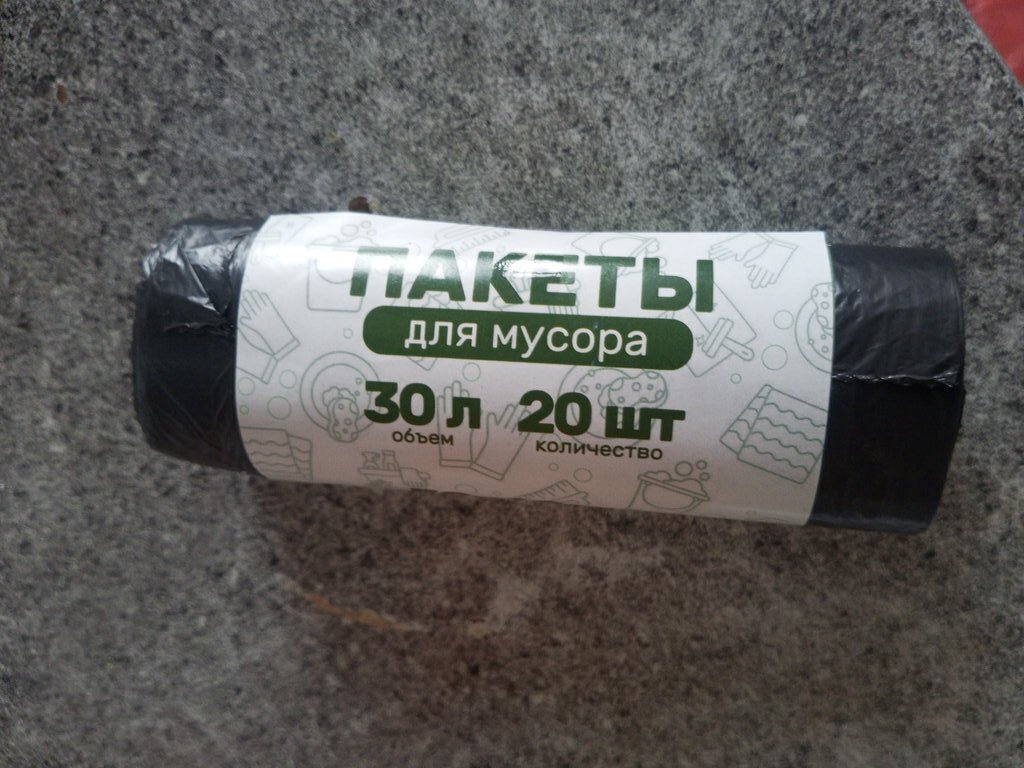 ПАКЕТЫ
для мусора
30 л 20 шт
объем количество